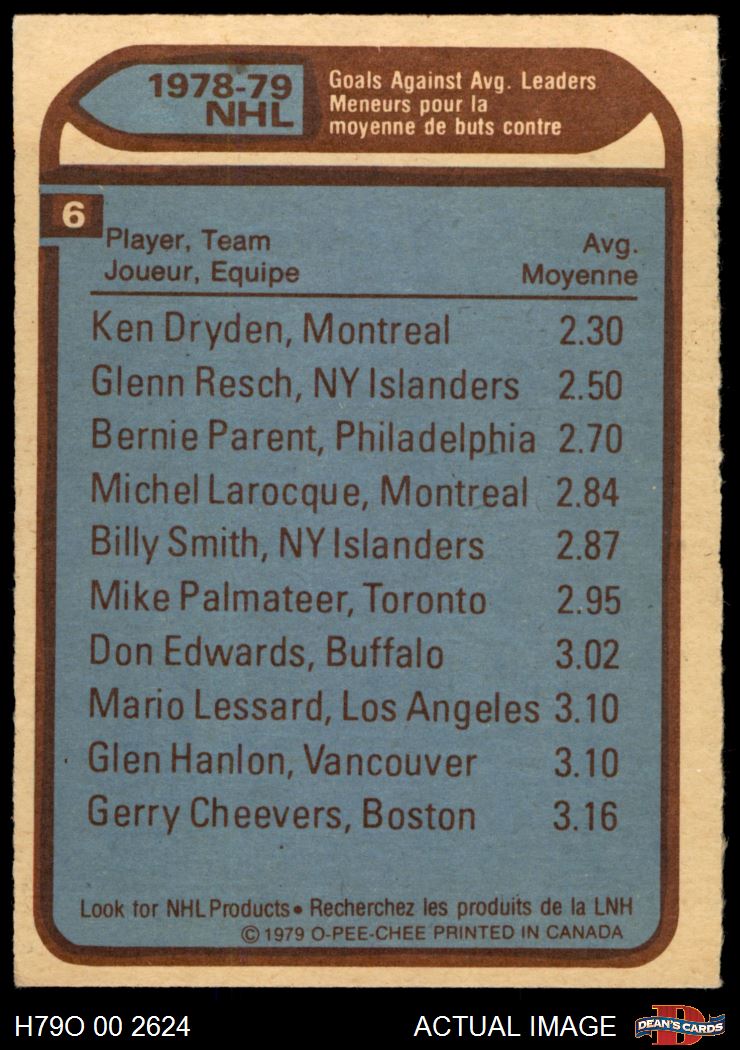 1978-79
NHL
Goals Against Avg. Leaders
Meneurs pour la
moyenne de buts contre
6
Player, Team Avg.
Joueur, Equipe Moyenne
Ken Dryden, Montreal 2.30
Glenn Resch, NY Islanders 2.50
Bernie Parent, Philadelphia 2.70
Michel Larocque, Montreal 2.84
Billy Smith, NY Islanders 2.87
Mike Palmateer, Toronto 2.95
Don Edwards, Buffalo 3.02
Mario Lessard, Los Angeles 3.10
Glen Hanlon, Vancouver 3.10
Gerry Cheevers, Boston 3.16
Look for NHL Products • Recherchez les produits de la LNH
© 1979 O-PEE-CHEE PRINTED IN CANADA
H79O 00 2624 ACTUAL IMAGE D DEAN'S CARDS